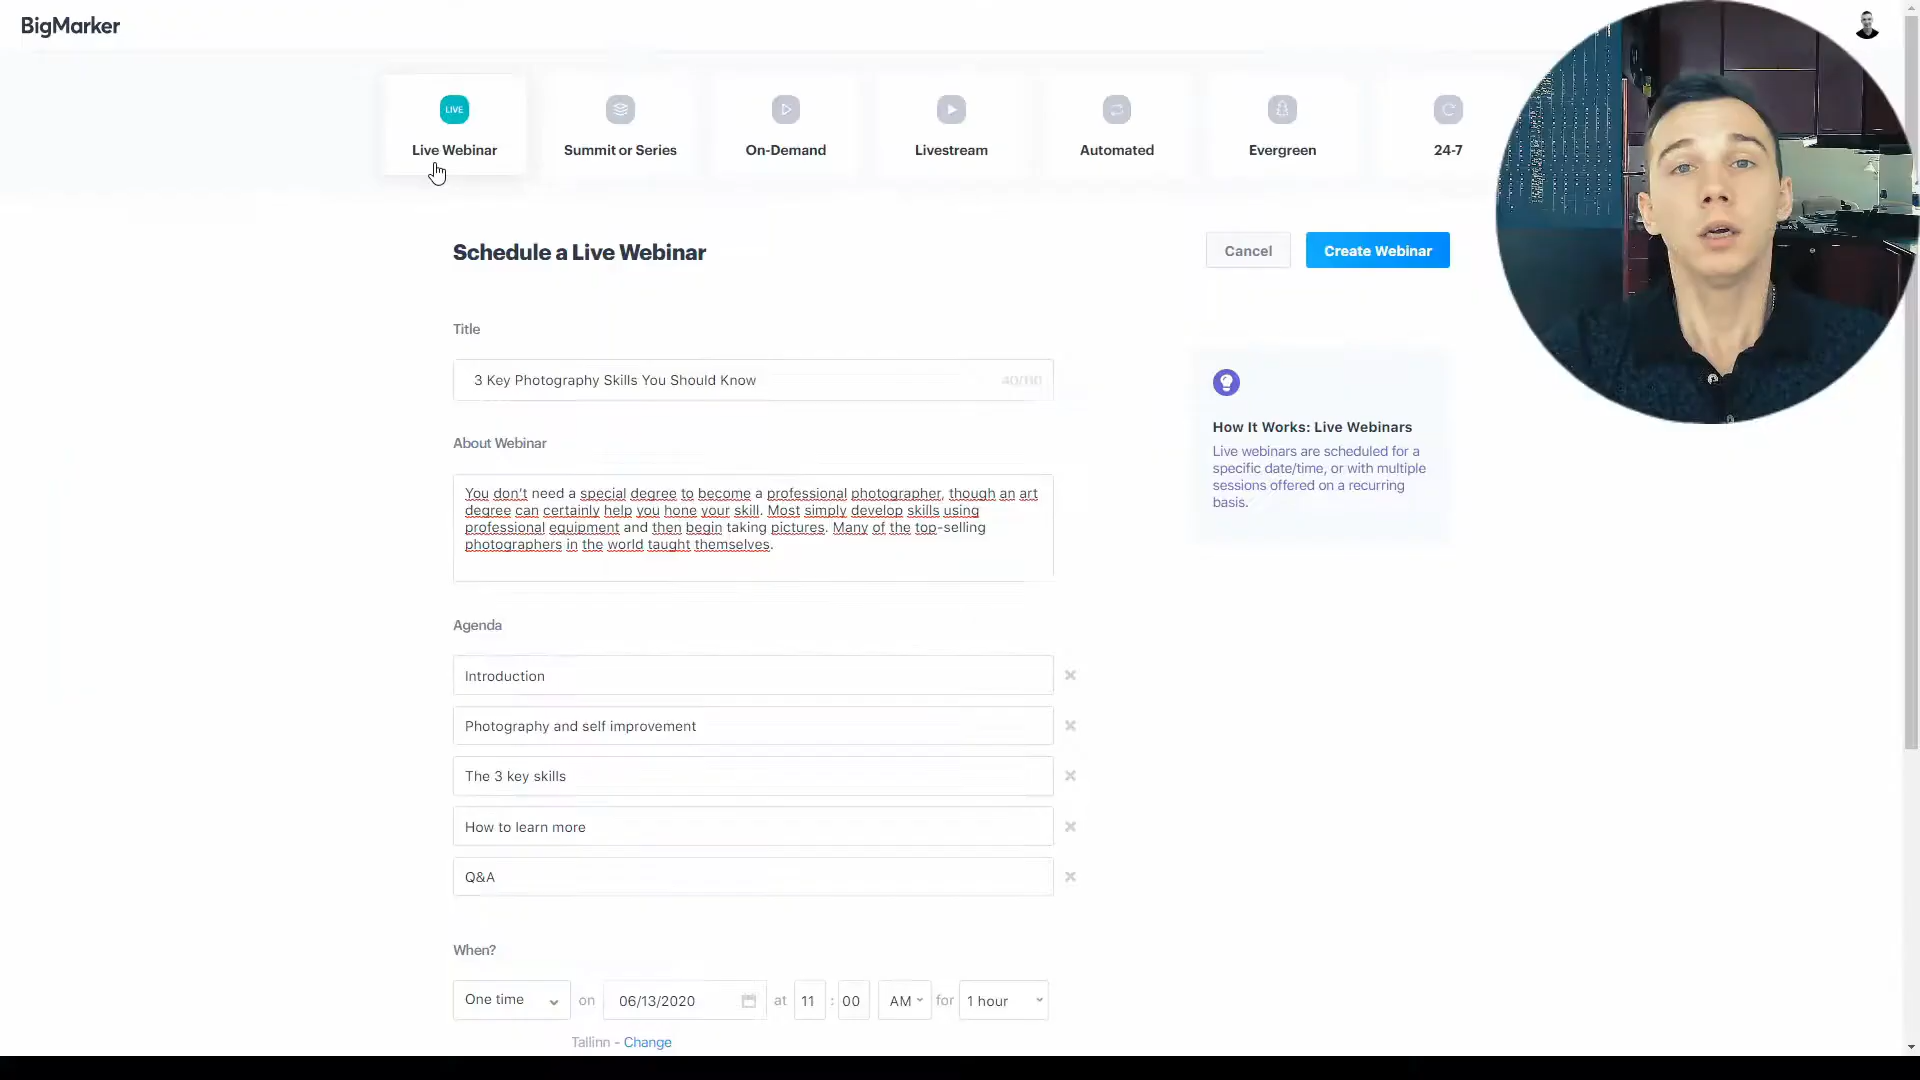 BigMarker
LIVE
Live Webinar
Summit or Series
On-Demand
Livestream
Automated
Evergreen
24-7
Schedule a Live Webinar
Cancel
Create Webinar
Title
3 Key Photography Skills You Should Know
40/110
How It Works: Live Webinars
Live webinars are scheduled for a
specific date/time, or with multiple
sessions offered on a recurring
basis.
About Webinar
You don't need a special degree to become a professional photographer, though an art
degree can certainly help you hone your skill. Most simply develop skills using
professional equipment and then begin taking pictures. Many of the top-selling
photographers in the world taught themselves.
Agenda
Introduction
Photography and self improvement
The 3 key skills
How to learn more
Q&A
When?
One time on 06/13/2020 at 11 : 00 AM for 1 hour
Tallinn - Change